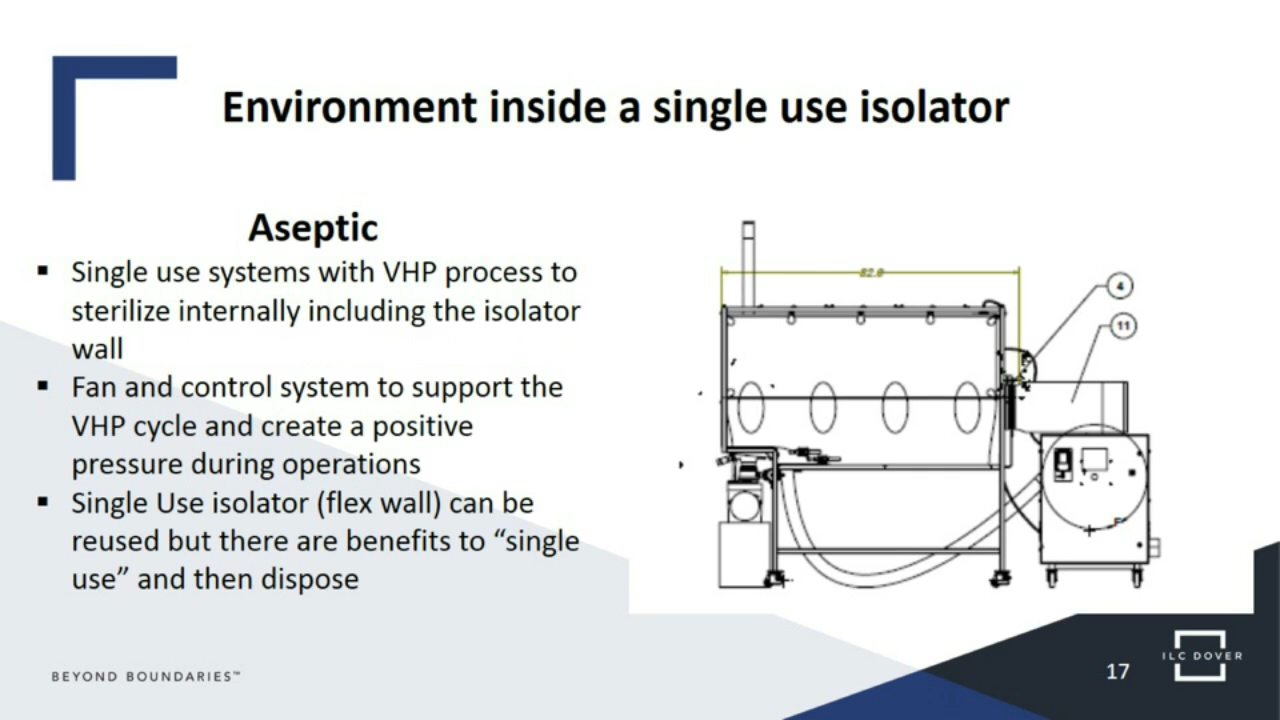 Environment inside a single use isolator
Aseptic
▪ Single use systems with VHP process to
sterilize internally including the isolator
wall
▪ Fan and control system to support the
VHP cycle and create a positive
pressure during operations
▪ Single Use isolator (flex wall) can be
reused but there are benefits to “single
use” and then dispose
4
11
BEYOND BOUNDARIES™
17
ILC DOVER